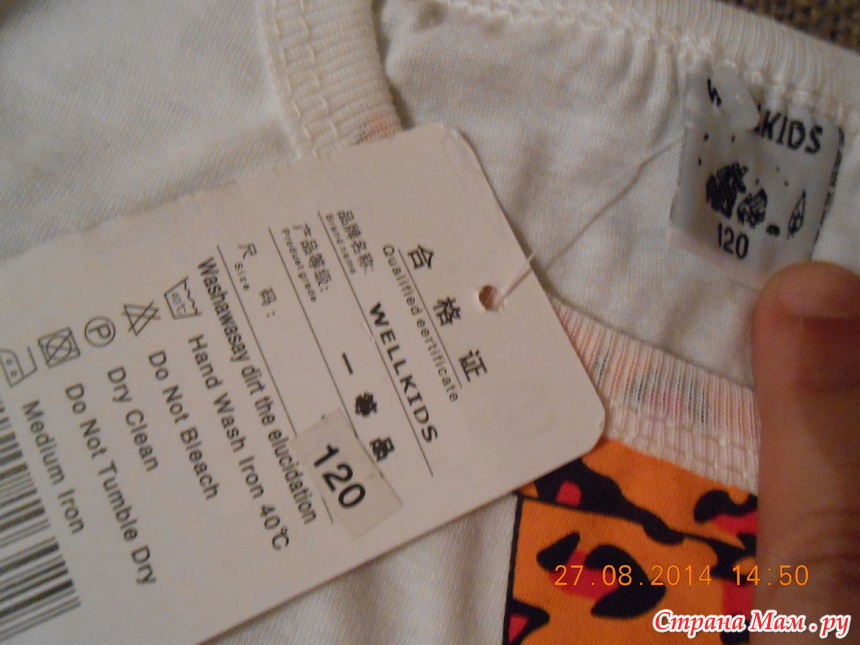 合格证
Qualified eertificate
品牌名称: WELLKIDS
Brand name
产品等级: 一等品
Product grade
尺码: 120
Size
Washawasay dirt the elucidation
40℃ Hand Wash Iron 40℃
Do Not Bleach
P Dry Clean
Do Not Tumble Dry
Medium Iron
KIDS
120
27.08.2014 14:50
Страна Мам.ру